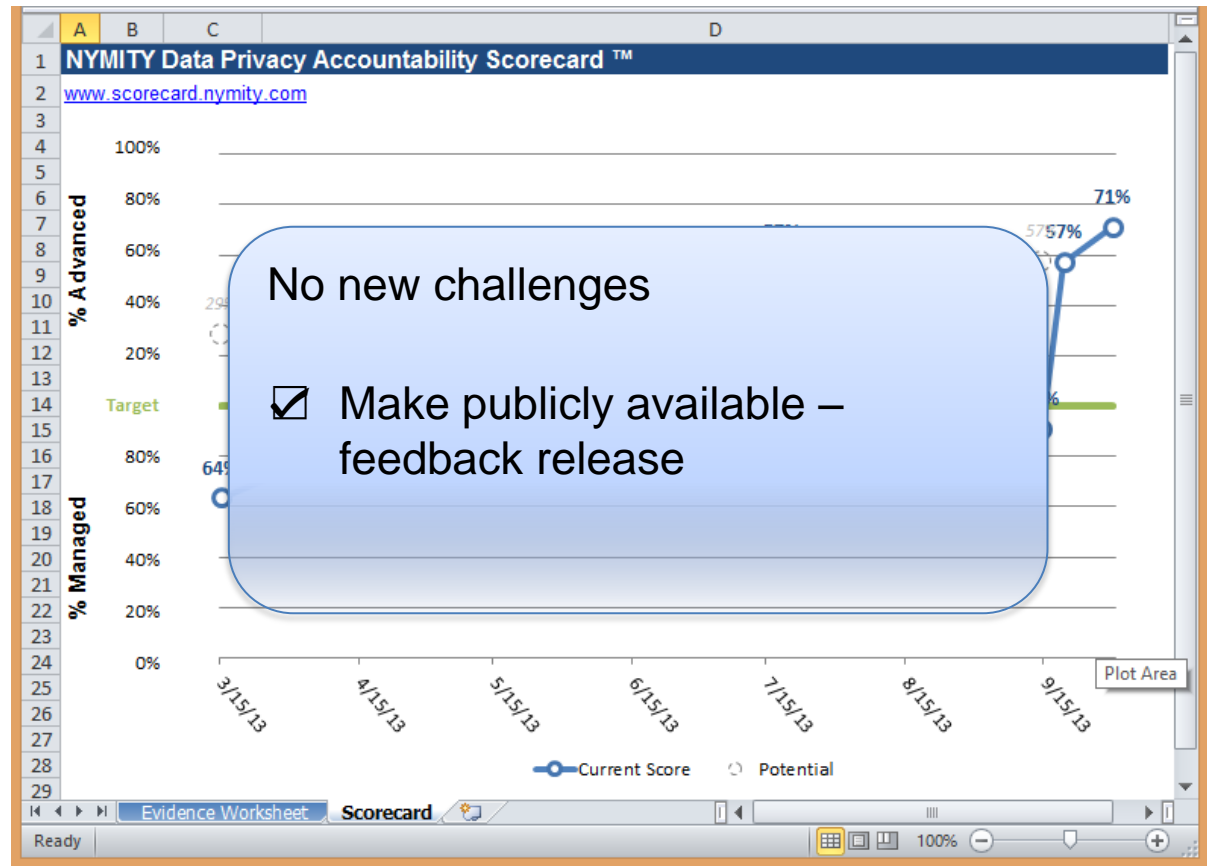 A B C D
1 NYMITY Data Privacy Accountability Scorecard ™
2 www.scorecard.nymity.com
3
4 100%
5
6 80% 71%
7
8 60% 57% 57%
9
10 40%
11
12 20%
13
14 Target
15
16 80% 64%
17
18 60%
19
20 40%
21
22 20%
23
24 0%
25
26
27
28
29
% Advanced
% Managed
No new challenges
☑ Make publicly available –
feedback release
3/15/13 4/15/13 5/15/13 6/15/13 7/15/13 8/15/13 9/15/13
Plot Area
Current Score Potential
Evidence Worksheet Scorecard
Ready 100%